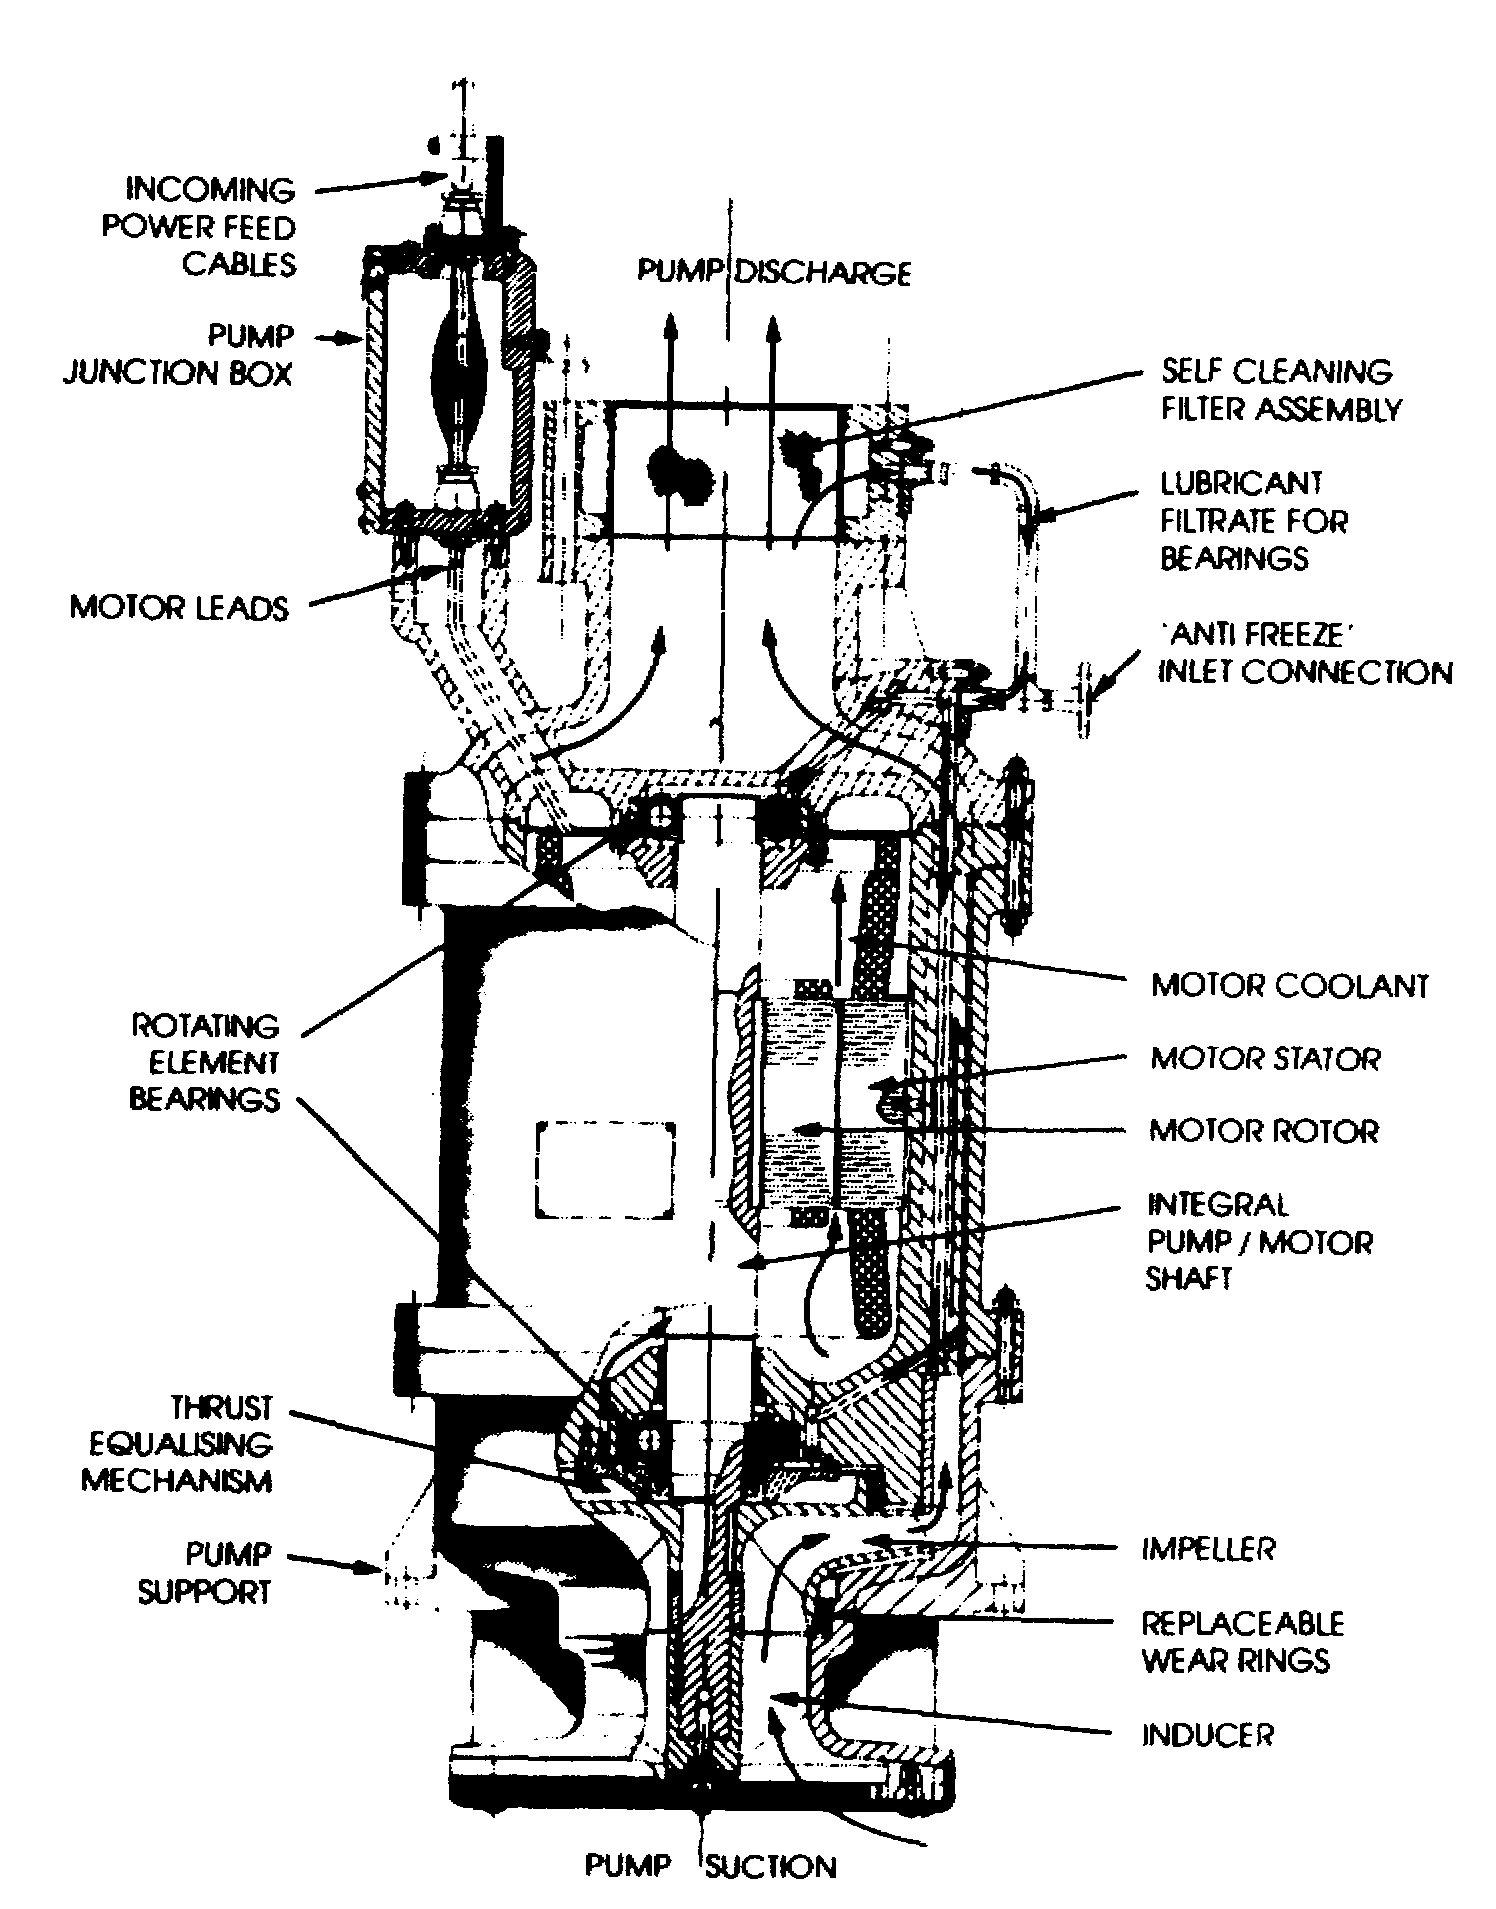 INCOMING
POWER FEED
CABLES
PUMP DISCHARGE
PUMP
JUNCTION BOX
SELF CLEANING
FILTER ASSEMBLY
LUBRICANT
FILTRATE FOR
BEARINGS
MOTOR LEADS
'ANTI FREEZE'
INLET CONNECTION
MOTOR COOLANT
ROTATING
ELEMENT
BEARINGS
MOTOR STATOR
MOTOR ROTOR
INTEGRAL
PUMP / MOTOR
SHAFT
THRUST
EQUALISING
MECHANISM
PUMP
SUPPORT
IMPELLER
REPLACEABLE
WEAR RINGS
INDUCER
PUMP SUCTION